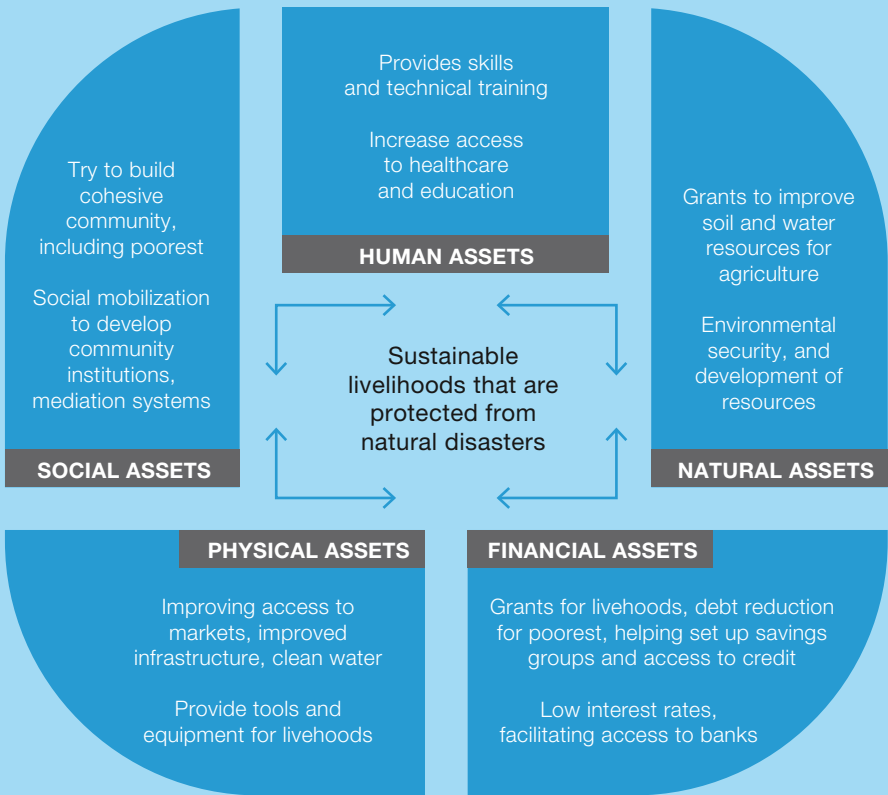 Provides skills
and technical training
Increase access
to healthcare
and education
HUMAN ASSETS
Try to build
cohesive
community,
including poorest
Social mobilization
to develop
community
institutions,
mediation systems
SOCIAL ASSETS
Grants to improve
soil and water
resources for
agriculture
Environmental
security, and
development of
resources
NATURAL ASSETS
Sustainable
livelihoods that are
protected from
natural disasters
PHYSICAL ASSETS
Improving access to
markets, improved
infrastructure, clean water
Provide tools and
equipment for livehoods
FINANCIAL ASSETS
Grants for livehoods, debt reduction
for poorest, helping set up savings
groups and access to credit
Low interest rates,
facilitating access to banks